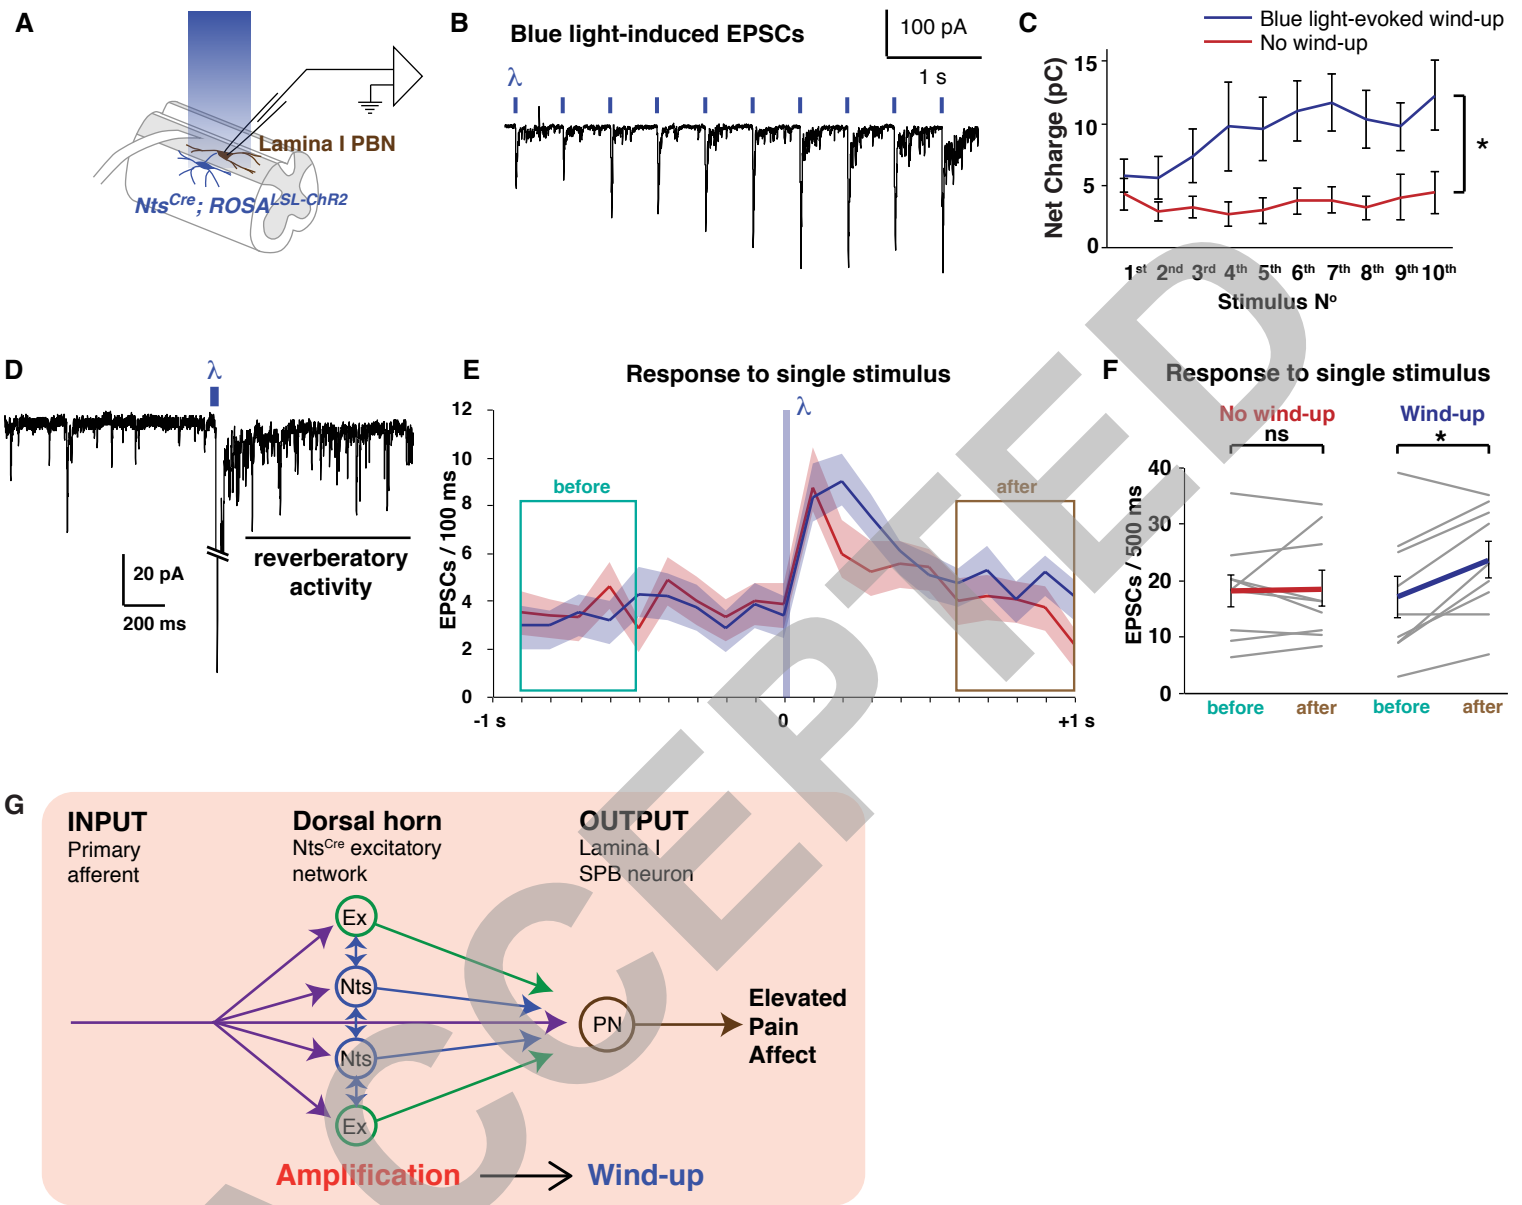 A
Lamina I PBN
NtsCre; ROSALSL-ChR2
B
Blue light-induced EPSCs
100 pA
1 s
λ
C
Blue light-evoked wind-up
No wind-up
Net Charge (pC)
15
10
5
0
1st 2nd 3rd 4th 5th 6th 7th 8th 9th 10th
Stimulus No
*
D
λ
20 pA
200 ms
reverberatory
activity
E
Response to single stimulus
λ
EPSCs / 100 ms
12
10
8
6
4
2
0
before
after
-1 s 0 +1 s
F
Response to single stimulus
No wind-up Wind-up
ns *
EPSCs / 500 ms
40
30
20
10
0
before after before after
G
INPUT
Primary
afferent
Dorsal horn
NtsCre excitatory
network
OUTPUT
Lamina I
SPB neuron
Ex
Nts
Nts
Ex
PN
Elevated
Pain
Affect
Amplification Wind-up
ACCEPTED